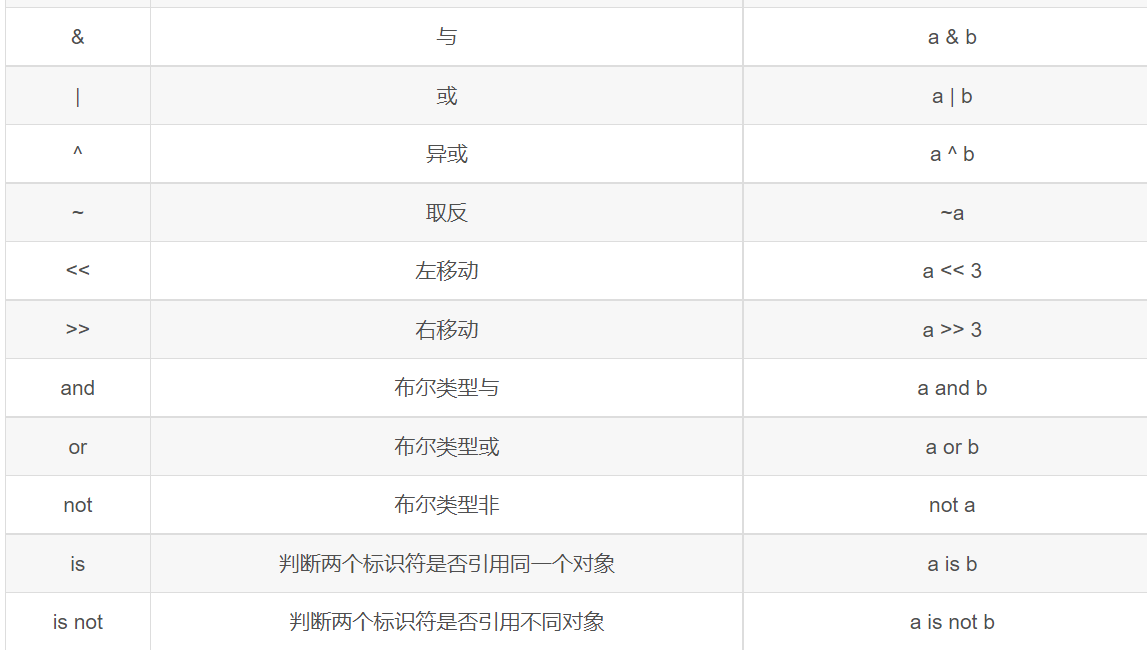 & 与 a & b
| 或 a | b
^ 异或 a ^ b
~ 取反 ~a
<< 左移动 a << 3
>> 右移动 a >> 3
and 布尔类型与 a and b
or 布尔类型或 a or b
not 布尔类型非 not a
is 判断两个标识符是否引用同一个对象 a is b
is not 判断两个标识符是否引用不同对象 a is not b